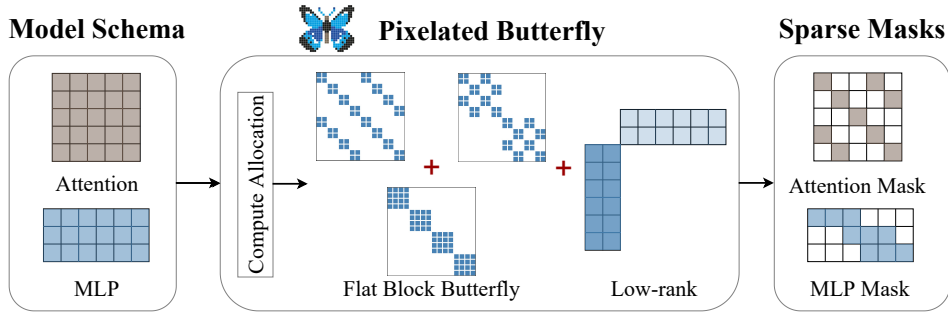 Model Schema
Pixelated Butterfly
Sparse Masks
Attention
MLP
Compute Allocation
+
+
Flat Block Butterfly
Low-rank
Attention Mask
MLP Mask